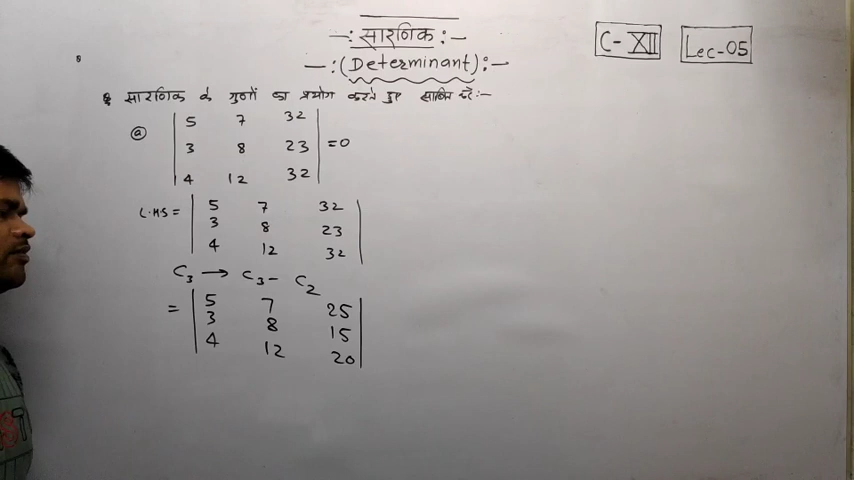 -: सारणिक :-
C- XII
Lec-05
-:(Determinant):-
सारणिक के गुणों का प्रयोग करते हुए साबित करें:-
ⓐ
5 7 32
3 8 23 =0
4 12 32
L.H.S =
5 7 32
3 8 23
4 12 32
C₃ → C₃ - C₂
=
5 7 25
3 8 15
4 12 20